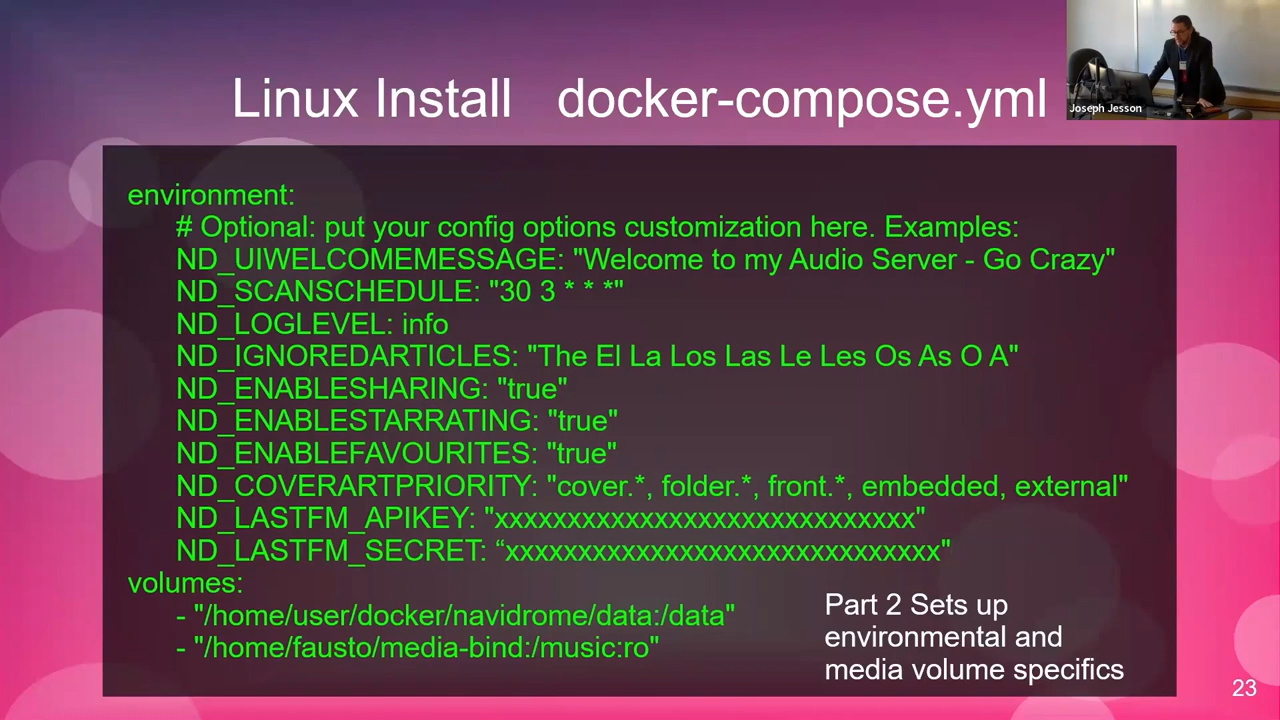 Linux Install docker-compose.yml
Joseph Jesson
environment:
# Optional: put your config options customization here. Examples:
ND_UIWELCOMEMESSAGE: "Welcome to my Audio Server - Go Crazy"
ND_SCANSCHEDULE: "30 3 * * *"
ND_LOGLEVEL: info
ND_IGNOREDARTICLES: "The El La Los Las Le Les Os As O A"
ND_ENABLESHARING: "true"
ND_ENABLESTARRATING: "true"
ND_ENABLEFAVOURITES: "true"
ND_COVERARTPRIORITY: "cover.*, folder.*, front.*, embedded, external"
ND_LASTFM_APIKEY: "xxxxxxxxxxxxxxxxxxxxxxxxxxxxx"
ND_LASTFM_SECRET: “xxxxxxxxxxxxxxxxxxxxxxxxxxxxxx"
volumes:
- "/home/user/docker/navidrome/data:/data"
- "/home/fausto/media-bind:/music:ro"
Part 2 Sets up
environmental and
media volume specifics
23